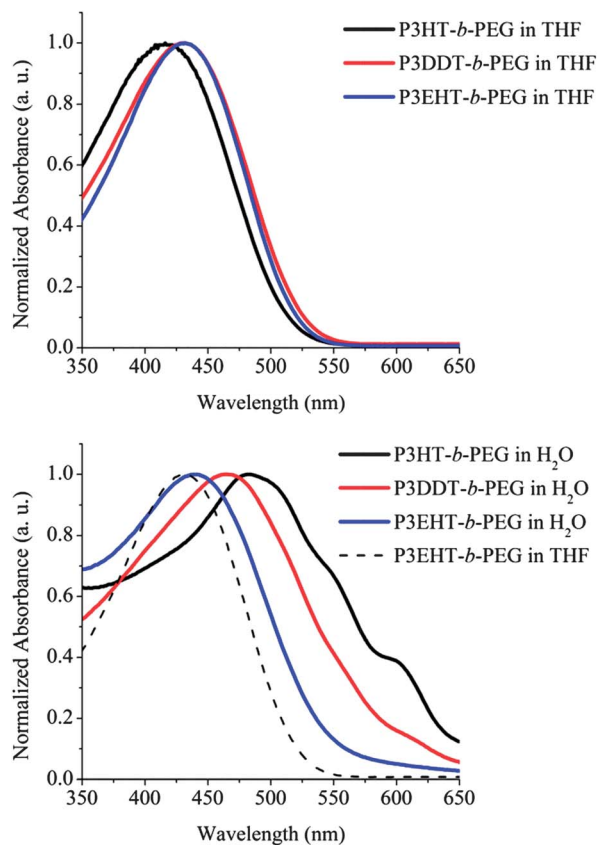 P3HT-b-PEG in THF
P3DDT-b-PEG in THF
P3EHT-b-PEG in THF
Normalized Absorbance (a. u.)
1.0
0.8
0.6
0.4
0.2
0.0
350 400 450 500 550 600 650
Wavelength (nm)
P3HT-b-PEG in H₂O
P3DDT-b-PEG in H₂O
P3EHT-b-PEG in H₂O
P3EHT-b-PEG in THF
Normalized Absorbance (a. u.)
1.0
0.8
0.6
0.4
0.2
0.0
350 400 450 500 550 600 650
Wavelength (nm)